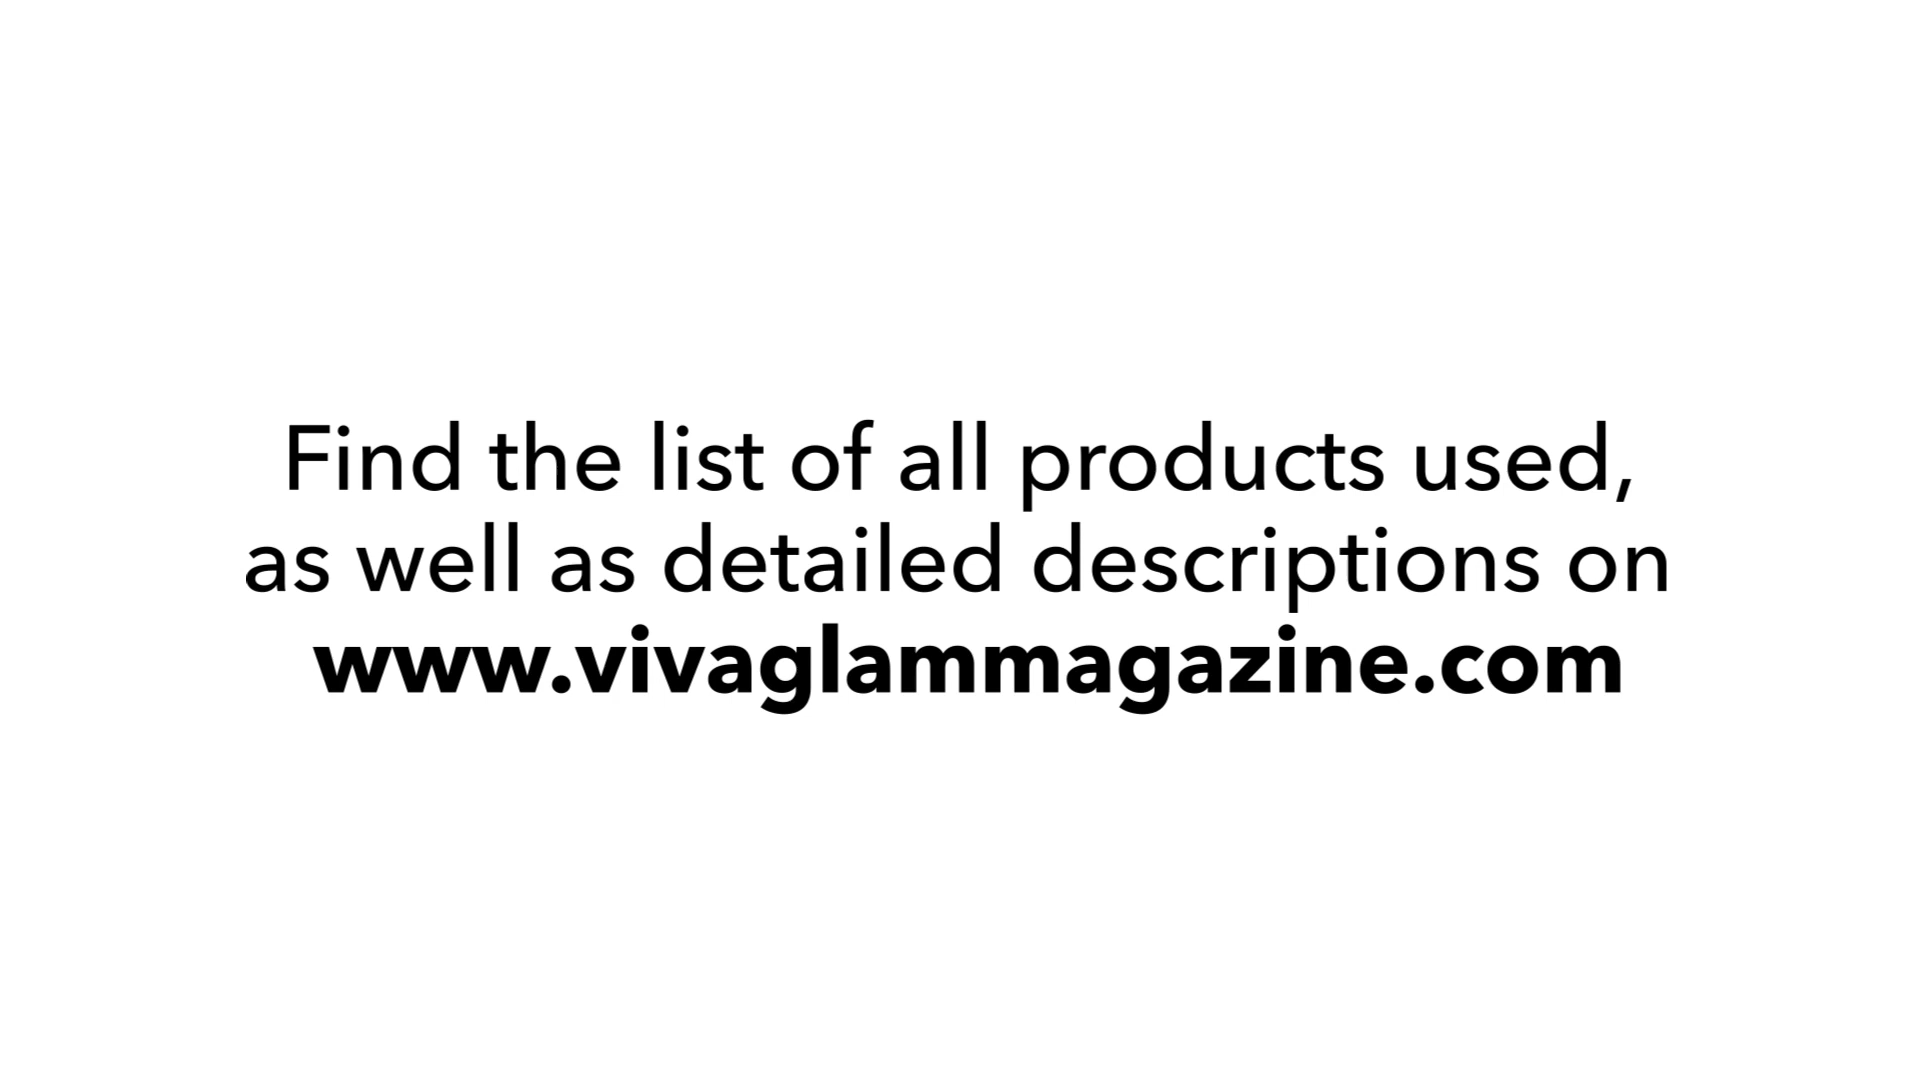 Find the list of all products used,
as well as detailed descriptions on
www.vivaglammagazine.com